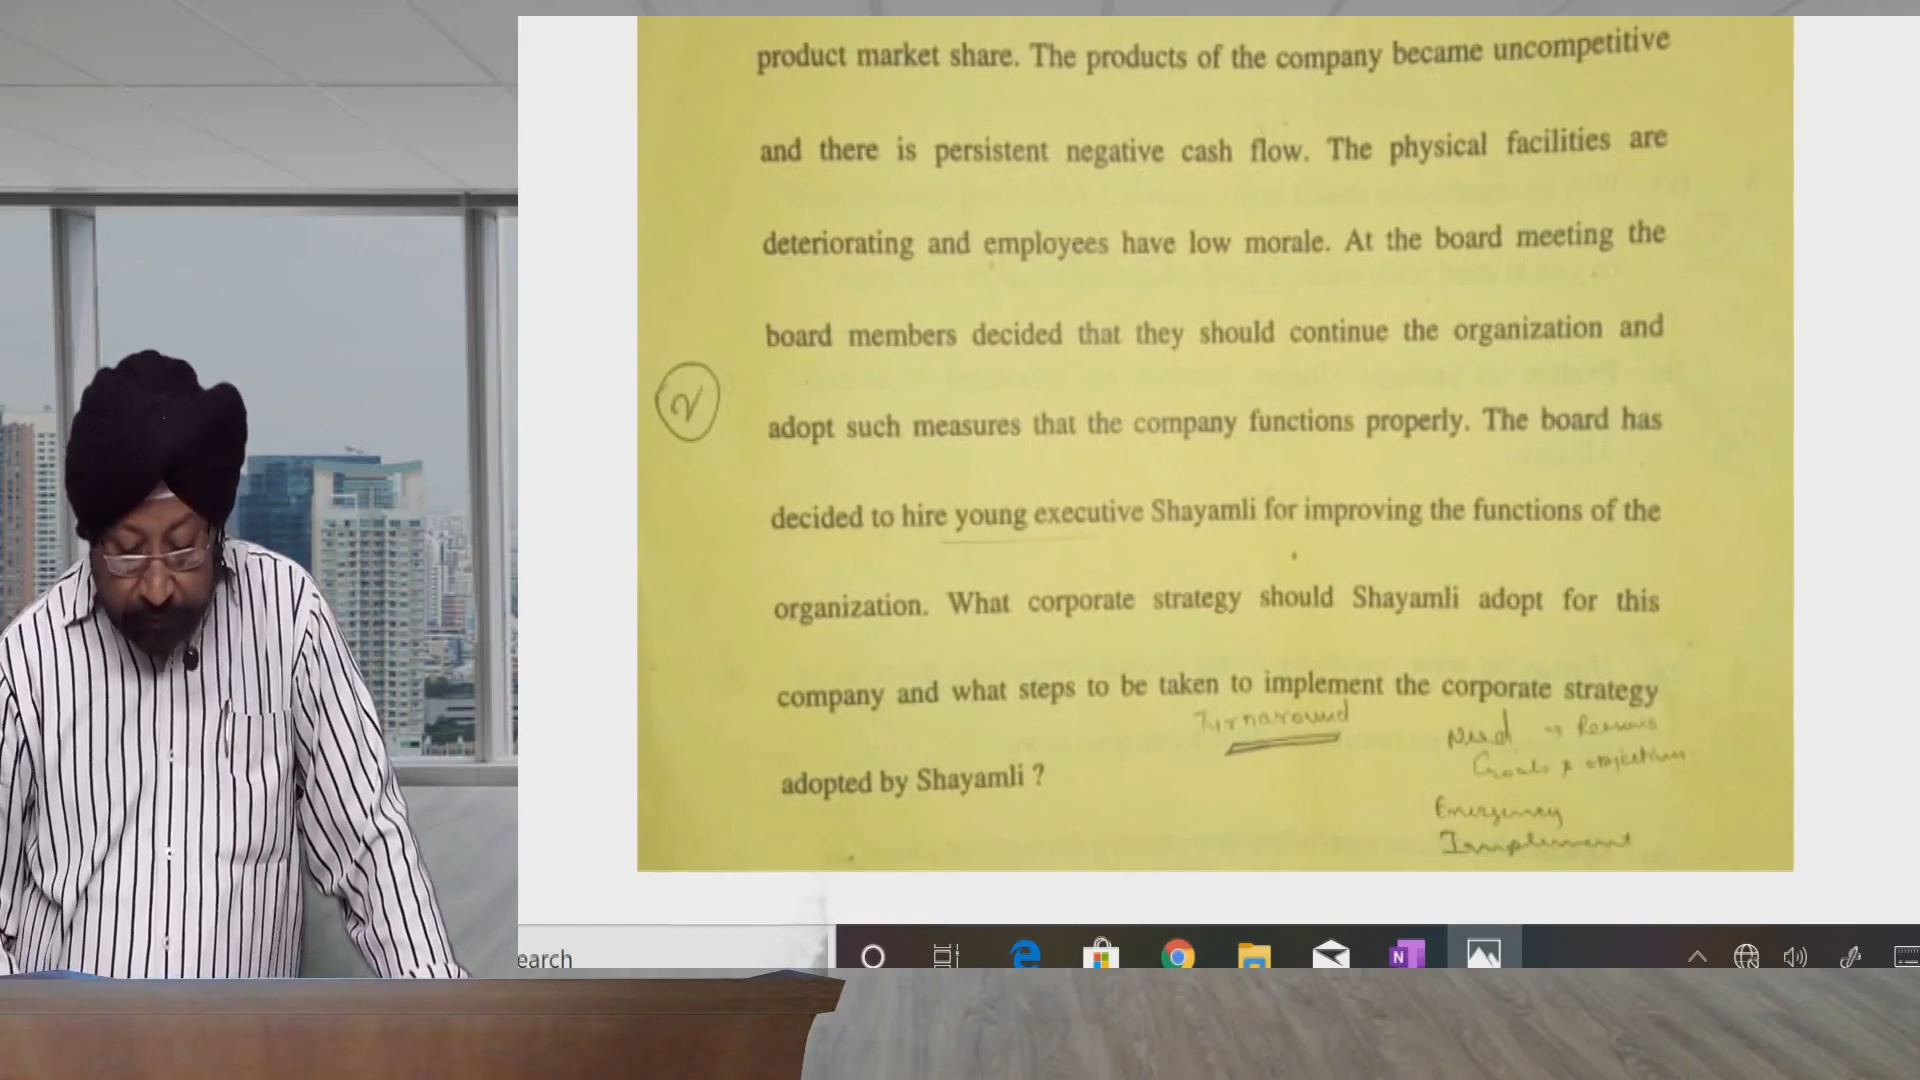 product market share. The products of the company became uncompetitive
and there is persistent negative cash flow. The physical facilities are
deteriorating and employees have low morale. At the board meeting the
board members decided that they should continue the organization and
adopt such measures that the company functions properly. The board has
2
decided to hire young executive Shayamli for improving the functions of the
organization. What corporate strategy should Shayamli adopt for this
company and what steps to be taken to implement the corporate strategy
Turnaround
Need → Reasons
Goals & objectives
adopted by Shayamli ?
Emergency
Implement
earch
N